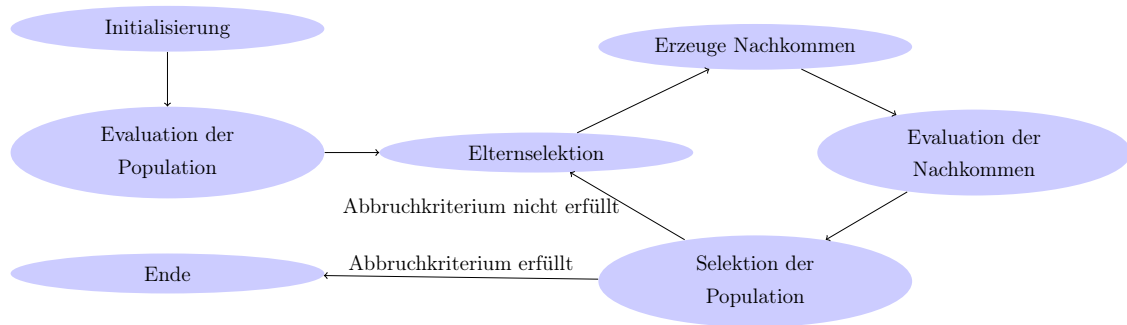 Initialisierung
Evaluation der
Population
Elternselektion
Erzeuge Nachkommen
Evaluation der
Nachkommen
Selektion der
Population
Abbruchkriterium nicht erfüllt
Abbruchkriterium erfüllt
Ende